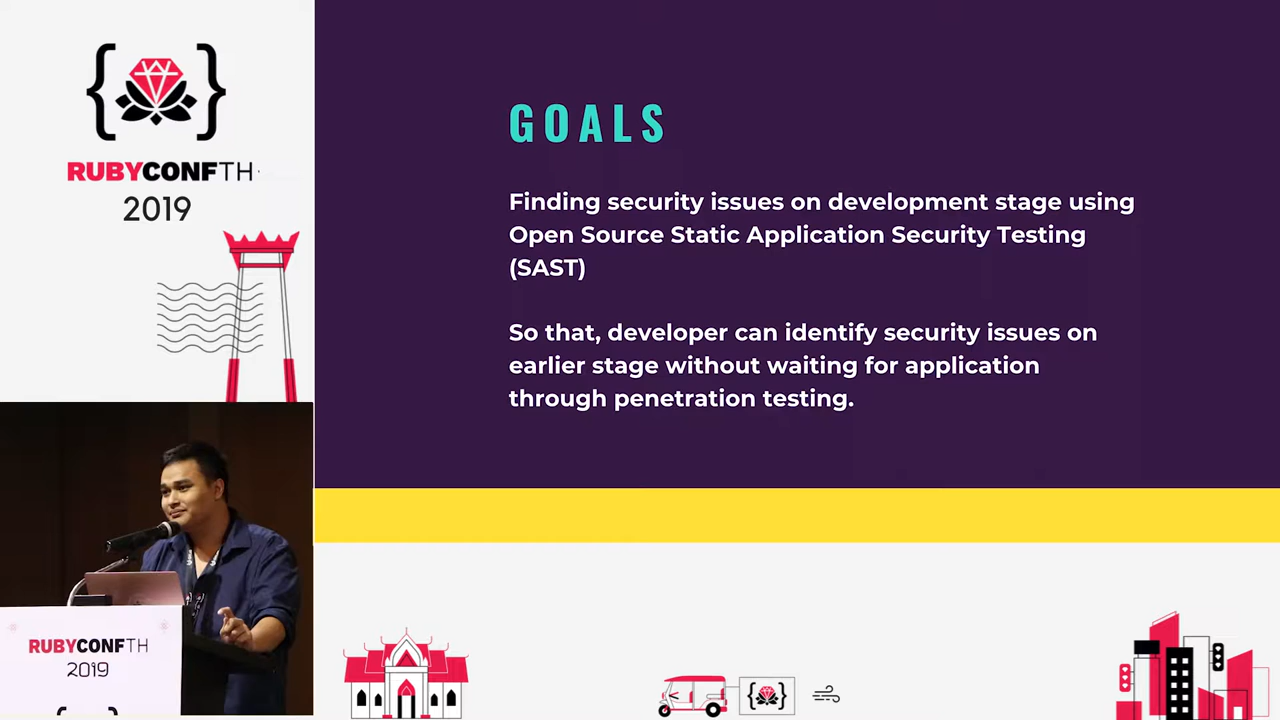 RUBYCONFTH
2019
GOALS
Finding security issues on development stage using
Open Source Static Application Security Testing
(SAST)
So that, developer can identify security issues on
earlier stage without waiting for application
through penetration testing.
RUBYCONFTH
2019